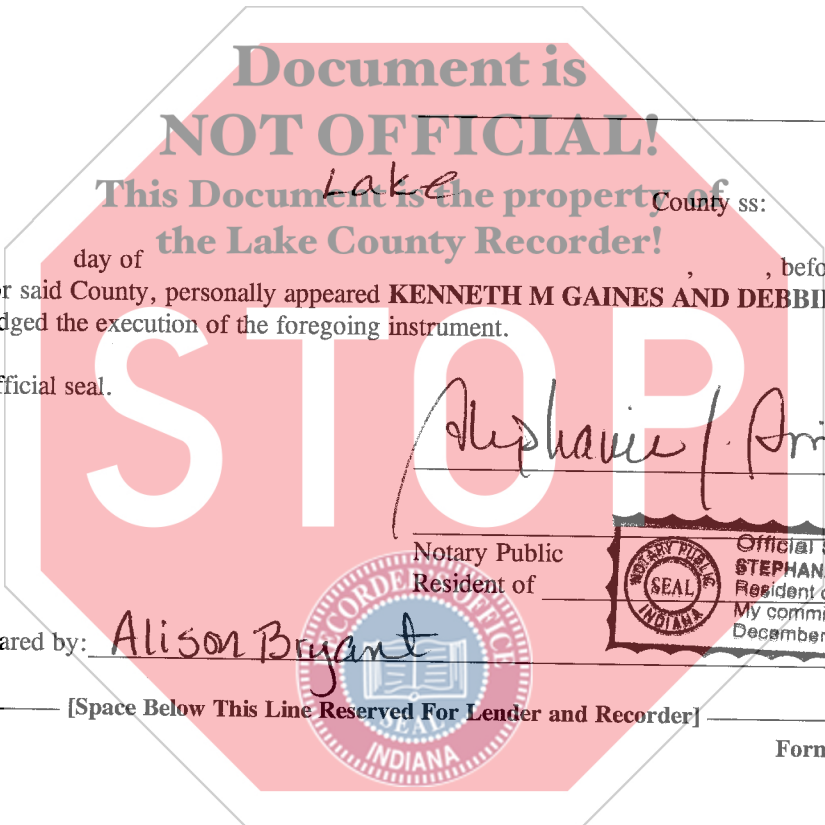 Document is
NOT OFFICIAL!
Lake
This Document is the property of
County ss:
the Lake County Recorder!
day of , , befo
r said County, personally appeared KENNETH M GAINES AND DEBBI
dged the execution of the foregoing instrument.
fficial seal.
STOP
Stephanie J.
Notary Public
Resident of
NOTARY PUBLIC
SEAL
INDIANA
Official
STEPHAN
Resident
My commi
December
ared by: Alison Bryant
RECORDER'S OFFICE
SEAL
INDIANA
[Space Below This Line Reserved For Lender and Recorder]
Form